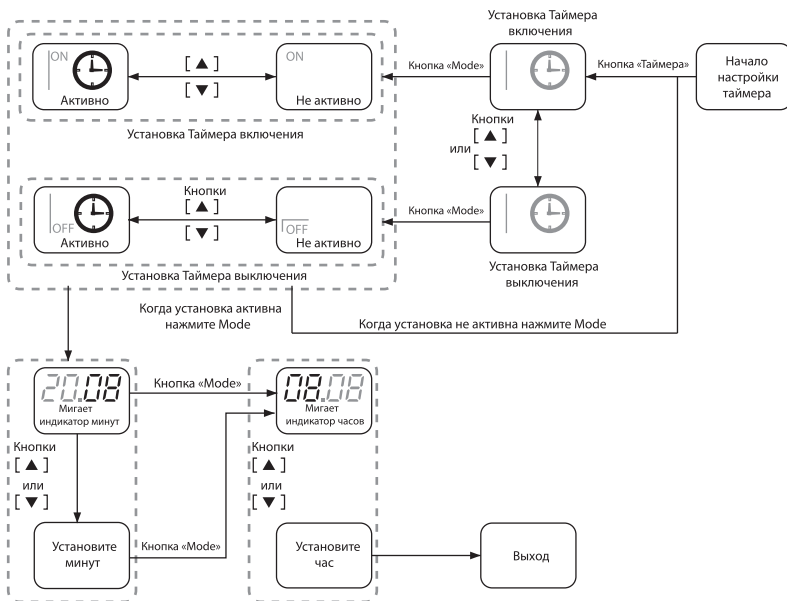 Установка Таймера
включения
ON
Активно
[▲]
[▼]
ON
Не активно
Кнопка «Mode»
Кнопка «Таймера»
Начало
настройки
таймера
Установка Таймера включения
Кнопки
[▲]
или
[▼]
OFF
Активно
Кнопки
[▲]
[▼]
OFF
Не активно
Кнопка «Mode»
Установка Таймера выключения
Установка Таймера
выключения
Когда установка активна
нажмите Mode
Когда установка не активна нажмите Mode
20.08
Мигает
индикатор минут
Кнопка «Mode»
08.08
Мигает
индикатор часов
Кнопки
[▲]
или
[▼]
Кнопки
[▲]
или
[▼]
Установите
минут
Кнопка «Mode»
Установите
час
Выход